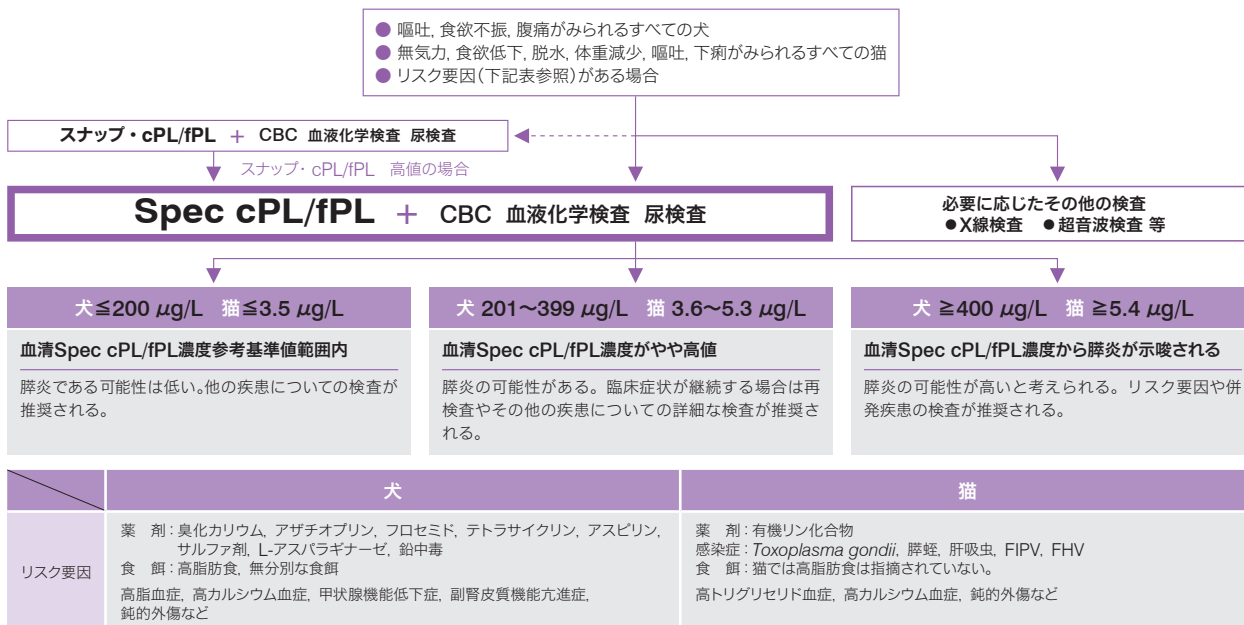 ● 嘔吐, 食欲不振, 腹痛がみられるすべての犬
● 無気力, 食欲低下, 脱水, 体重減少, 嘔吐, 下痢がみられるすべての猫
● リスク要因(下記表参照)がある場合
スナップ・cPL/fPL + CBC 血液化学検査 尿検査
スナップ・cPL/fPL 高値の場合
Spec cPL/fPL + CBC 血液化学検査 尿検査
必要に応じたその他の検査
●X線検査 ●超音波検査 等
犬≦200 μg/L 猫≦3.5 μg/L
血清Spec cPL/fPL濃度参考基準値範囲内
膵炎である可能性は低い。他の疾患についての検査が
推奨される。
犬 201〜399 μg/L 猫 3.6〜5.3 μg/L
血清Spec cPL/fPL濃度がやや高値
膵炎の可能性がある。臨床症状が継続する場合は再
検査やその他の疾患についての詳細な検査が推奨さ
れる。
犬 ≧400 μg/L 猫 ≧5.4 μg/L
血清Spec cPL/fPL濃度から膵炎が示唆される
膵炎の可能性が高いと考えられる。リスク要因や併
発疾患の検査が推奨される。
犬
猫
リスク要因
薬 剤:臭化カリウム, アザチオプリン, フロセミド, テトラサイクリン, アスピリン,
サルファ剤, L-アスパラギナーゼ, 鉛中毒
食 餌:高脂肪食, 無分別な食餌
高脂血症, 高カルシウム血症, 甲状腺機能低下症, 副腎皮質機能亢進症,
鈍的外傷など
薬 剤:有機リン化合物
感染症:Toxoplasma gondii, 膵蛭, 肝吸虫, FIPV, FHV
食 餌:猫では高脂肪食は指摘されていない。
高トリグリセリド血症, 高カルシウム血症, 鈍的外傷など